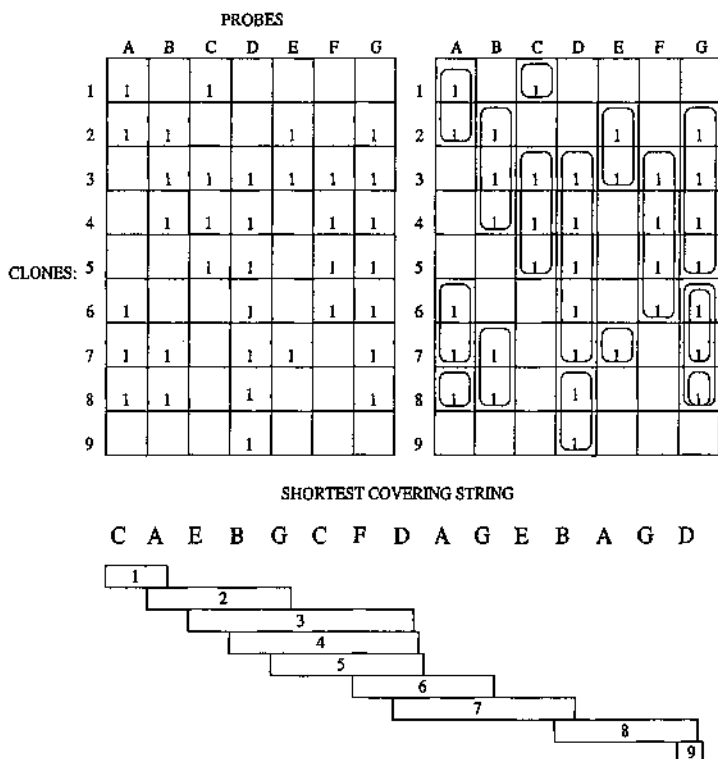 PROBES
A B C D E F G A B C D E F G
1 1 1 1 1 1
2 1 1 1 1 2 1 1 1 1
3 1 1 1 1 1 1 3 1 1 1 1 1 1
4 1 1 1 1 1 4 1 1 1 1 1
CLONES: 5 1 1 1 1 5 1 1 1 1
6 1 1 1 1 6 1 1 1 1
7 1 1 1 1 1 7 1 1 1 1 1
8 1 1 1 1 8 1 1 1 1
9 1 9 1
SHORTEST COVERING STRING
C A E B G C F D A G E B A G D
1
2
3
4
5
6
7
8
9